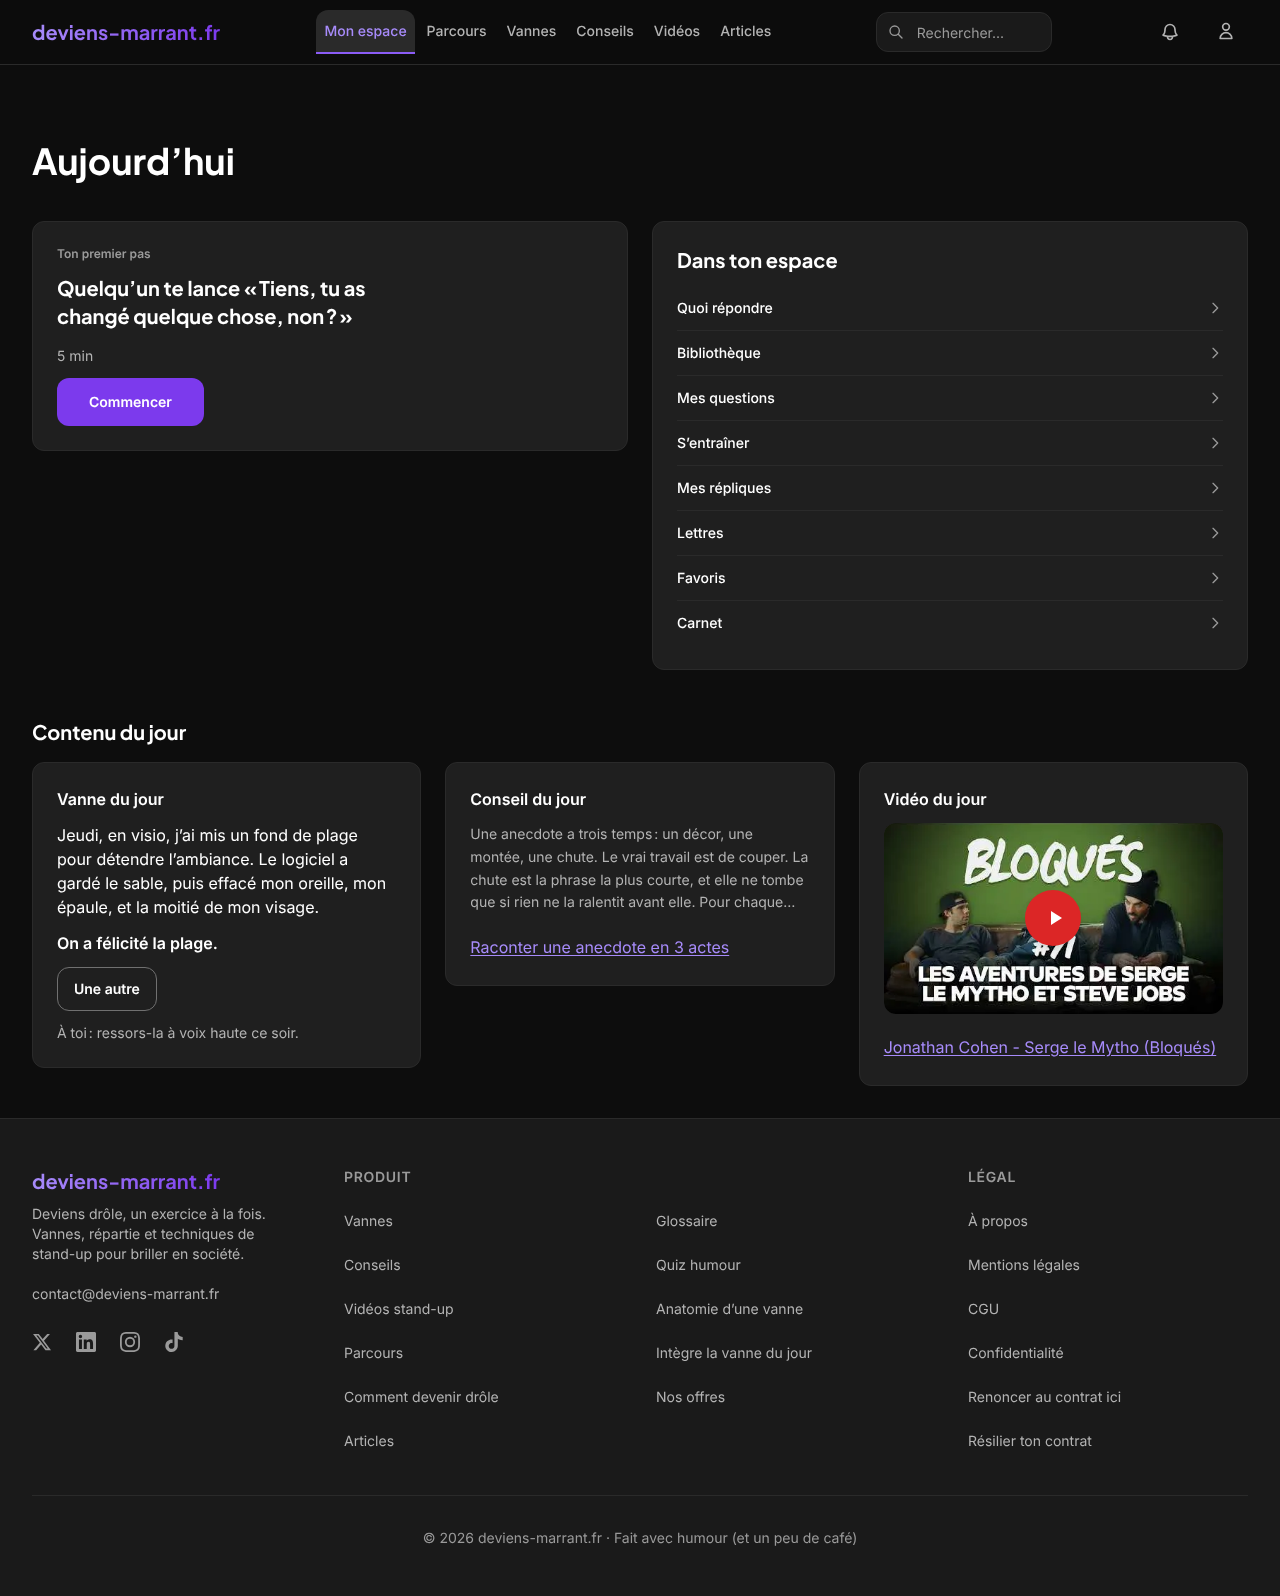 deviens-marrant.fr
Mon espace
Parcours
Vannes
Conseils
Vidéos
Articles
Rechercher...
Aujourd’hui
Ton premier pas
Quelqu’un te lance « Tiens, tu as
changé quelque chose, non ? »
5 min
Commencer
Dans ton espace
Quoi répondre
Bibliothèque
Mes questions
S’entraîner
Mes répliques
Lettres
Favoris
Carnet
Contenu du jour
Vanne du jour
Jeudi, en visio, j’ai mis un fond de plage
pour détendre l’ambiance. Le logiciel a
gardé le sable, puis effacé mon oreille, mon
épaule, et la moitié de mon visage.
On a félicité la plage.
Une autre
À toi : ressors-la à voix haute ce soir.
Conseil du jour
Une anecdote a trois temps : un décor, une
montée, une chute. Le vrai travail est de couper. La
chute est la phrase la plus courte, et elle ne tombe
que si rien ne la ralentit avant elle. Pour chaque...
Raconter une anecdote en 3 actes
Vidéo du jour
BLOQUÉS
#71
LES AVENTURES DE SERGE
LE MYTHO ET STEVE JOBS
Jonathan Cohen - Serge le Mytho (Bloqués)
deviens-marrant.fr
Deviens drôle, un exercice à la fois.
Vannes, répartie et techniques de
stand-up pour briller en société.
contact@deviens-marrant.fr
PRODUIT
Vannes
Conseils
Vidéos stand-up
Parcours
Comment devenir drôle
Articles
Glossaire
Quiz humour
Anatomie d’une vanne
Intègre la vanne du jour
Nos offres
LÉGAL
À propos
Mentions légales
CGU
Confidentialité
Renoncer au contrat ici
Résilier ton contrat
© 2026 deviens-marrant.fr · Fait avec humour (et un peu de café)